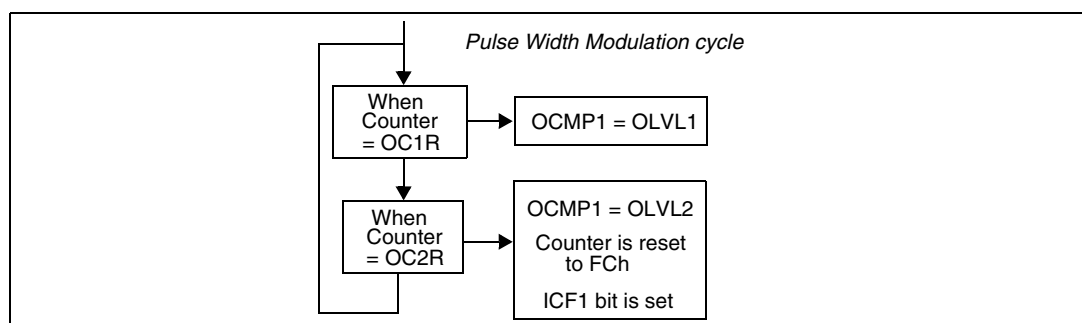 Pulse Width Modulation cycle
When
Counter
= OC1R
OCMP1 = OLVL1
When
Counter
= OC2R
OCMP1 = OLVL2
Counter is reset
to FCh
ICF1 bit is set